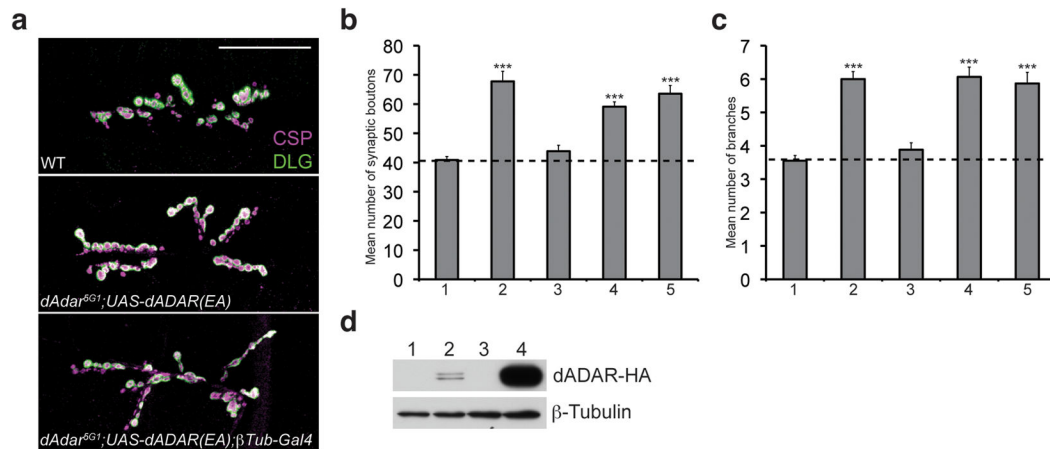 a
CSP
DLG
WT
dAdar5G1;UAS-dADAR(EA)
dAdar5G1;UAS-dADAR(EA);βTub-Gal4
b
Mean number of synaptic boutons
80
70
60
50
40
30
20
10
0
***
***
***
1 2 3 4 5
c
Mean number of branches
7
6
5
4
3
2
1
0
***
***
***
1 2 3 4 5
d
1 2 3 4
dADAR-HA
β-Tubulin